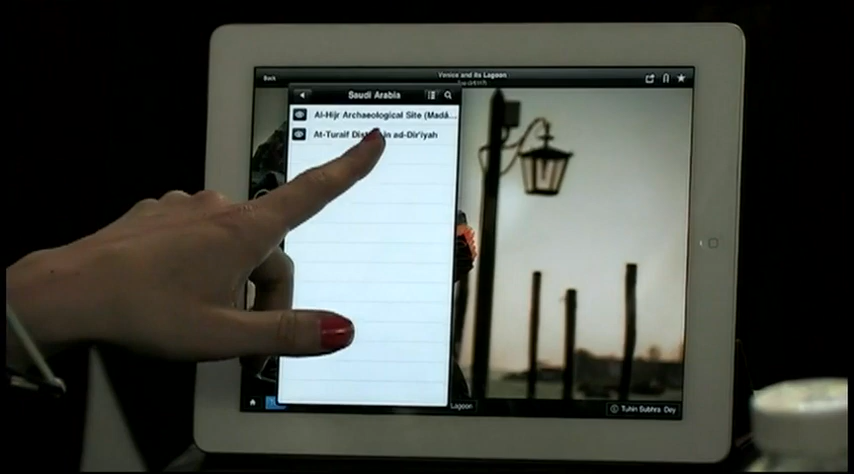 Back
Venice and its Lagoon
Saudi Arabia
Al-Hijr Archaeological Site (Madâ...
At-Turaif in ad-Dir'iyah
Lagoon
© Tuhin Subhra Dey